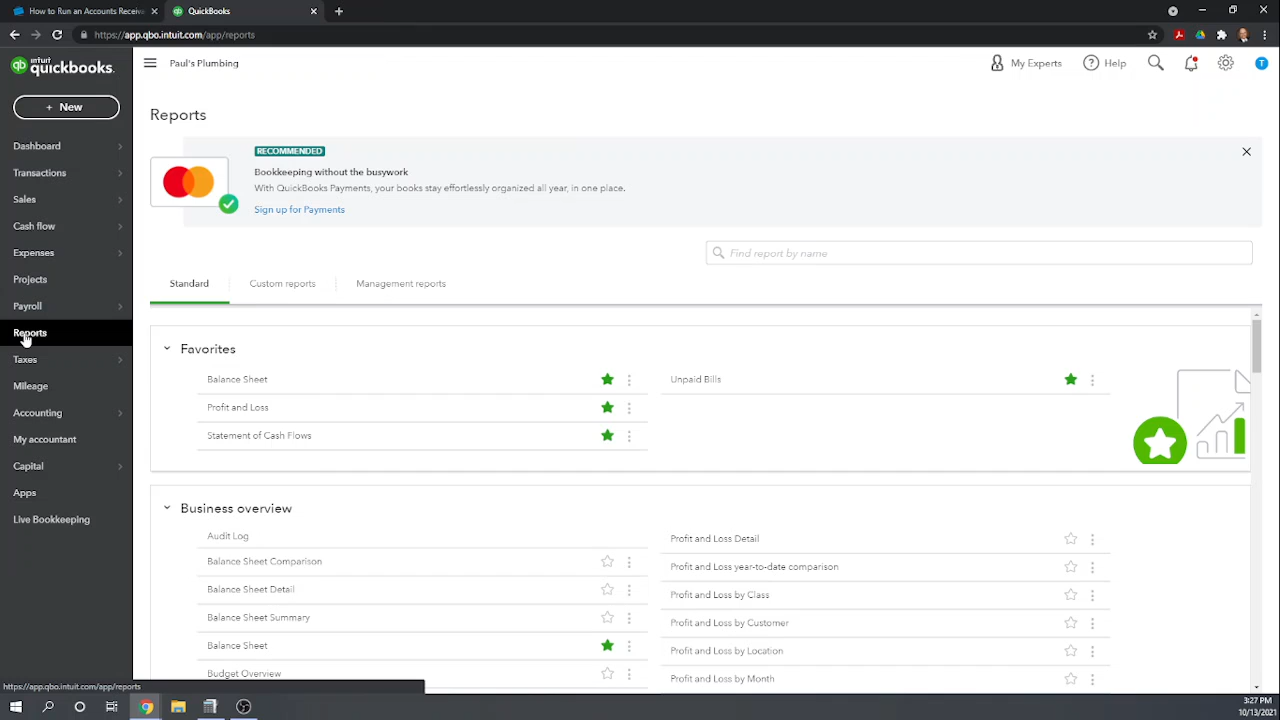 How to Run an Accounts Receiv
QuickBooks
https://app.qbo.intuit.com/app/reports
intuit
quickbooks.
Paul's Plumbing
My Experts
Help
T
+ New
Reports
Dashboard
Transactions
Sales
Cash flow
Expenses
Projects
Payroll
Reports
Taxes
Mileage
Accounting
My accountant
Capital
Apps
Live Bookkeeping
RECOMMENDED
Bookkeeping without the busywork
With QuickBooks Payments, your books stay effortlessly organized all year, in one place.
Sign up for Payments
Find report by name
Standard
Custom reports
Management reports
Favorites
Balance Sheet
Profit and Loss
Statement of Cash Flows
Unpaid Bills
Business overview
Audit Log
Balance Sheet Comparison
Balance Sheet Detail
Balance Sheet Summary
Balance Sheet
Budget Overview
Profit and Loss Detail
Profit and Loss year-to-date comparison
Profit and Loss by Class
Profit and Loss by Customer
Profit and Loss by Location
Profit and Loss by Month
https://app.qbo.intuit.com/app/reports
3:27 PM
10/13/2021